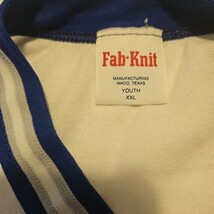 Fab-Knit
MANUFACTURING
WACO, TEXAS
YOUTH
XXL